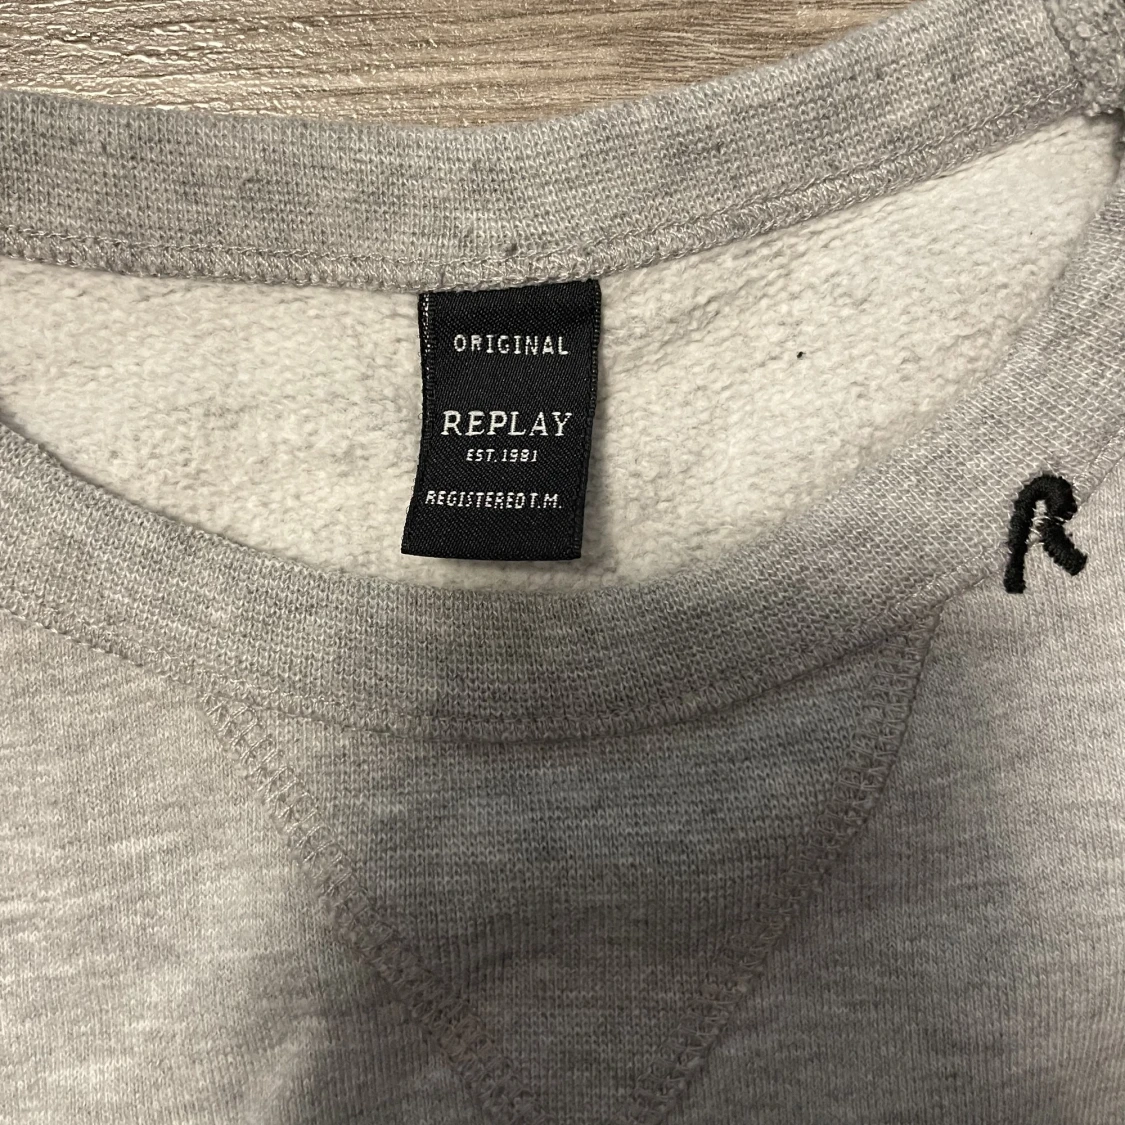 ORIGINAL
REPLAY
EST. 1981
REGISTERED T.M.
R